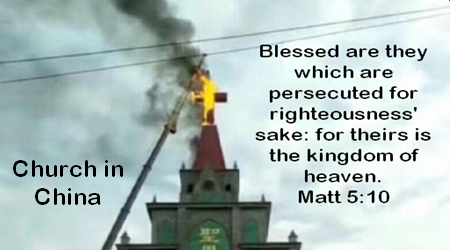 Blessed are they
which are
persecuted for
righteousness'
sake: for theirs is
the kingdom of
heaven.
Matt 5:10
Church in
China